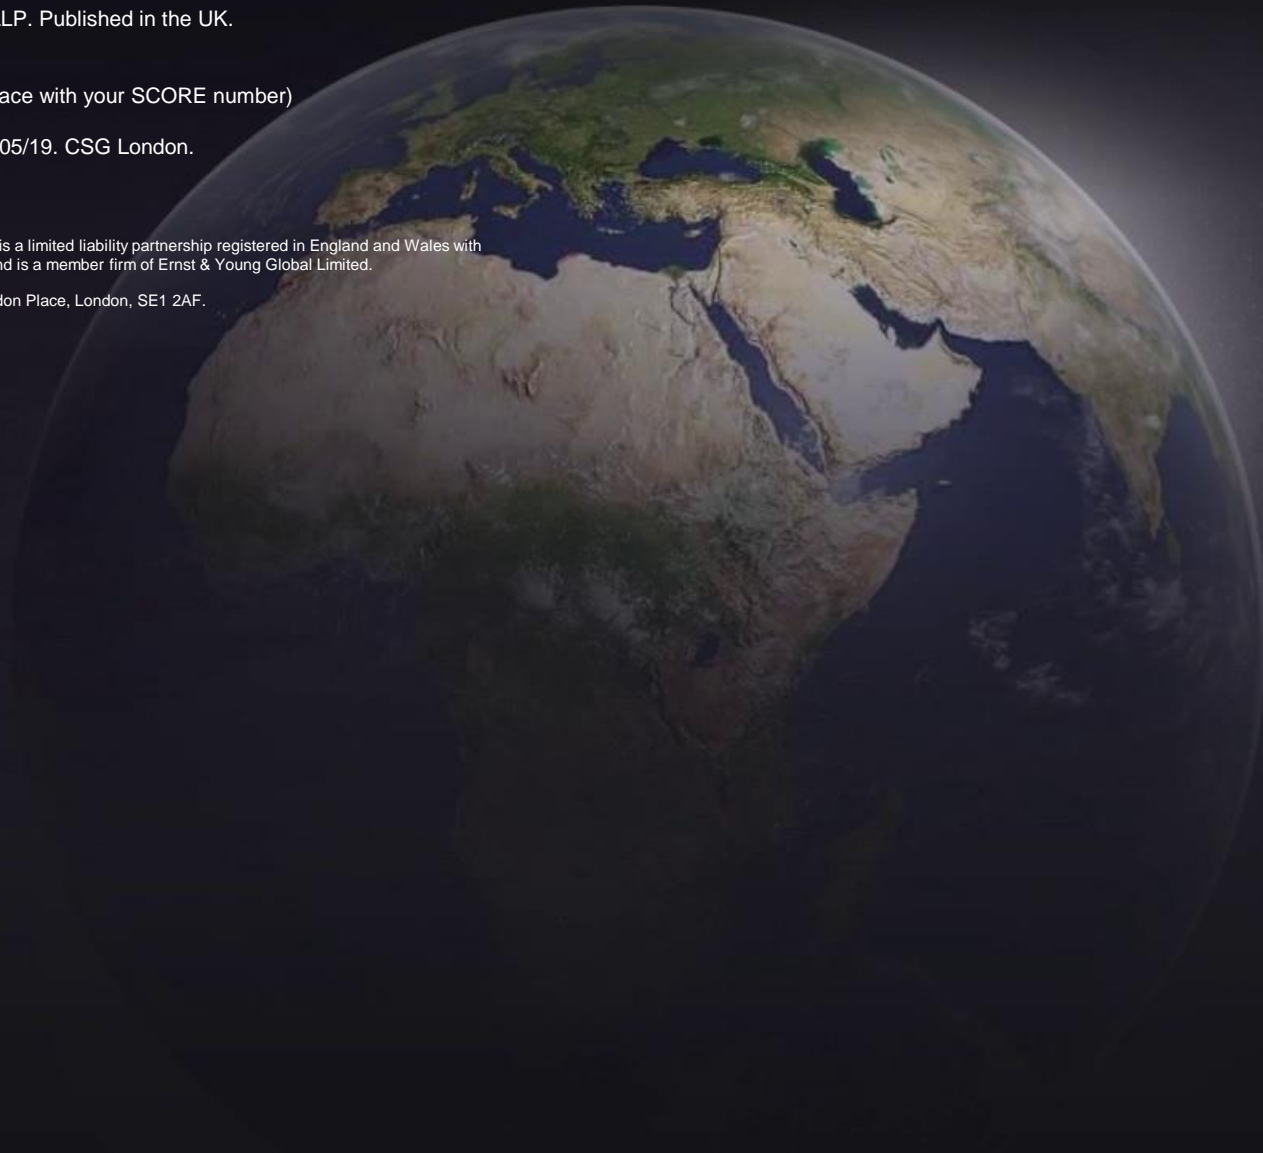 LP. Published in the UK.
ace with your SCORE number)
05/19. CSG London.
is a limited liability partnership registered in England and Wales with
nd is a member firm of Ernst & Young Global Limited.
don Place, London, SE1 2AF.